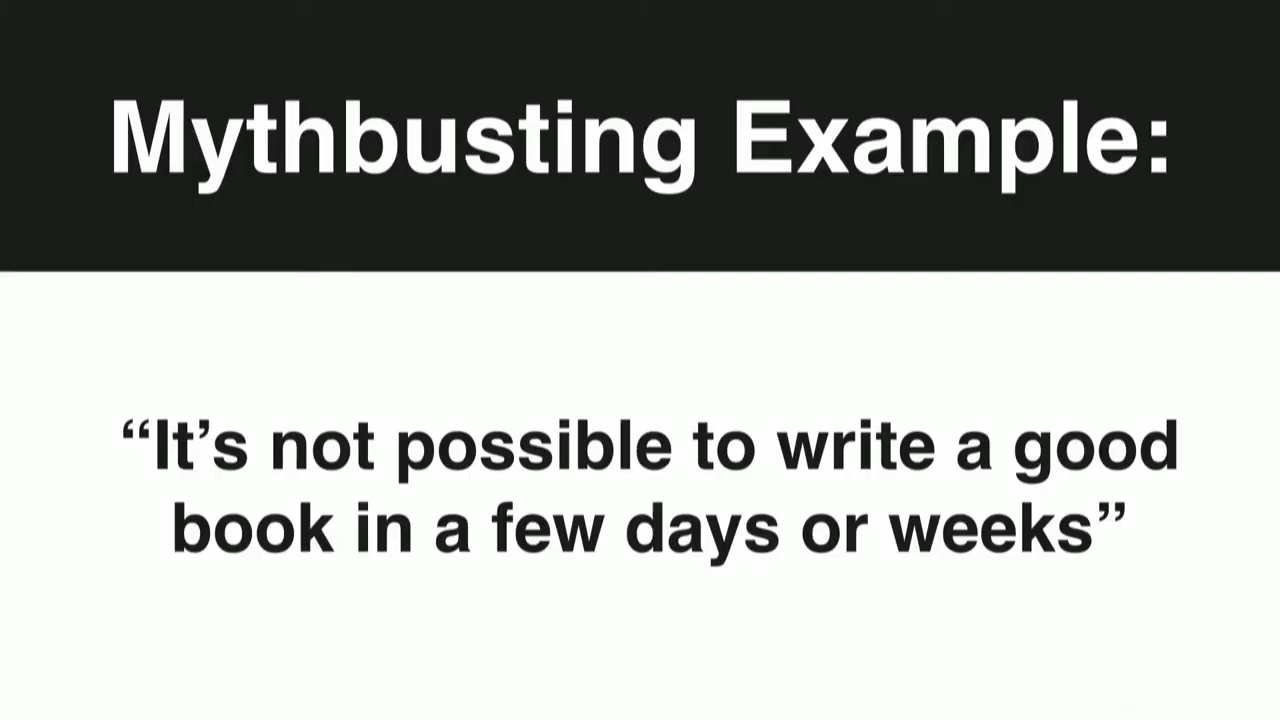 Mythbusting Example:
“It’s not possible to write a good
book in a few days or weeks”